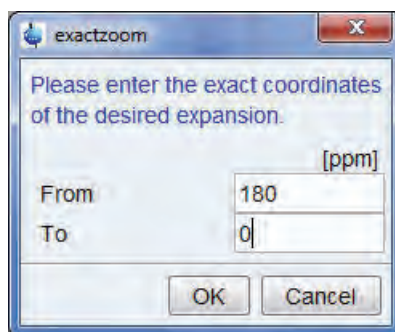 exactzoom
Please enter the exact coordinates
of the desired expansion.
[ppm]
From 180
To 0
OK Cancel